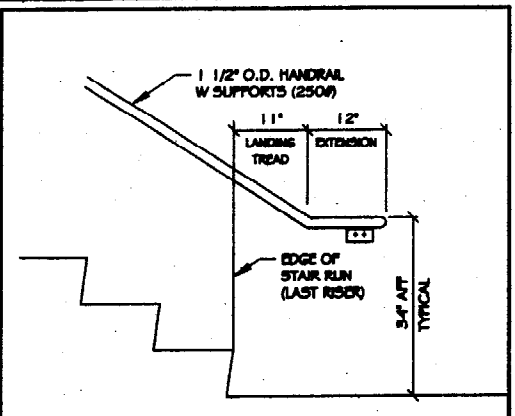 1 1/2" O.D. HANDRAIL
W SUPPORTS (250#)
11"
12"
LANDING
TREAD
EXTENSION
EDGE OF
STAIR RUN
(LAST RISER)
34" AFF
TYPICAL